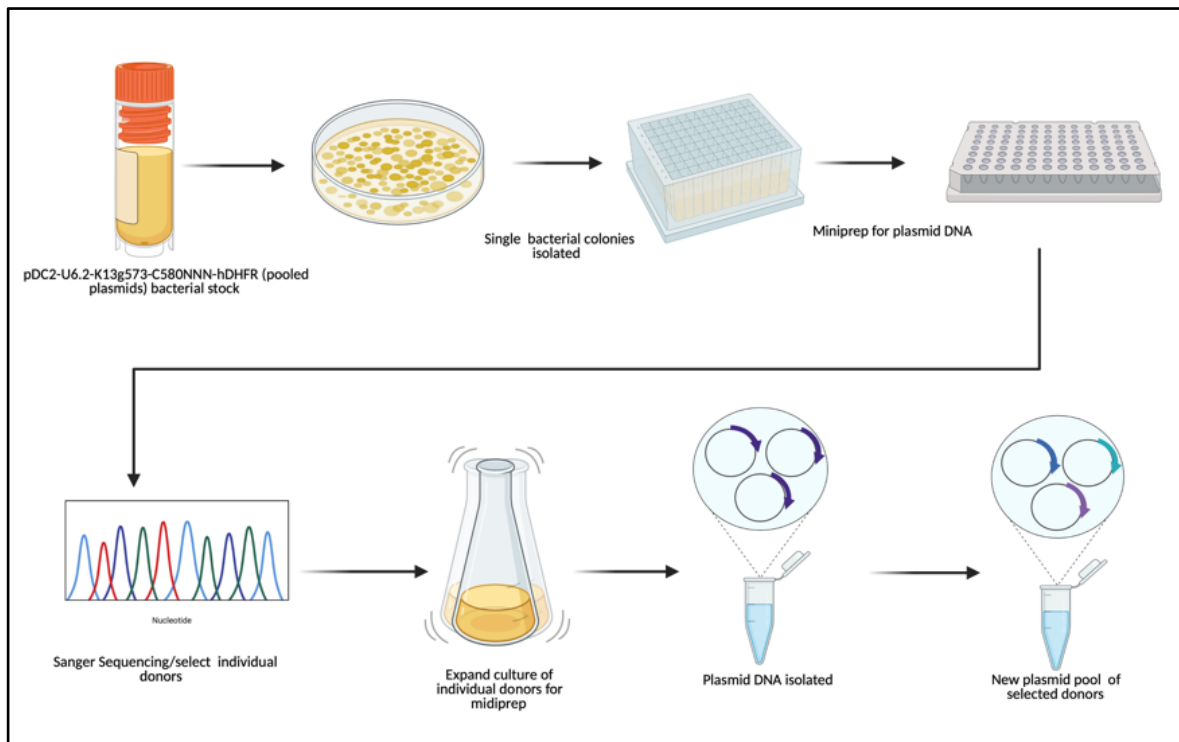 Single bacterial colonies
isolated
Miniprep for plasmid DNA
pDC2-U6.2-K13g573-C580NNN-hDHFR (pooled
plasmids) bacterial stock
Nucleotide
Sanger Sequencing/select individual
donors
Expand culture of
individual donors for
midiprep
Plasmid DNA isolated
New plasmid pool of
selected donors